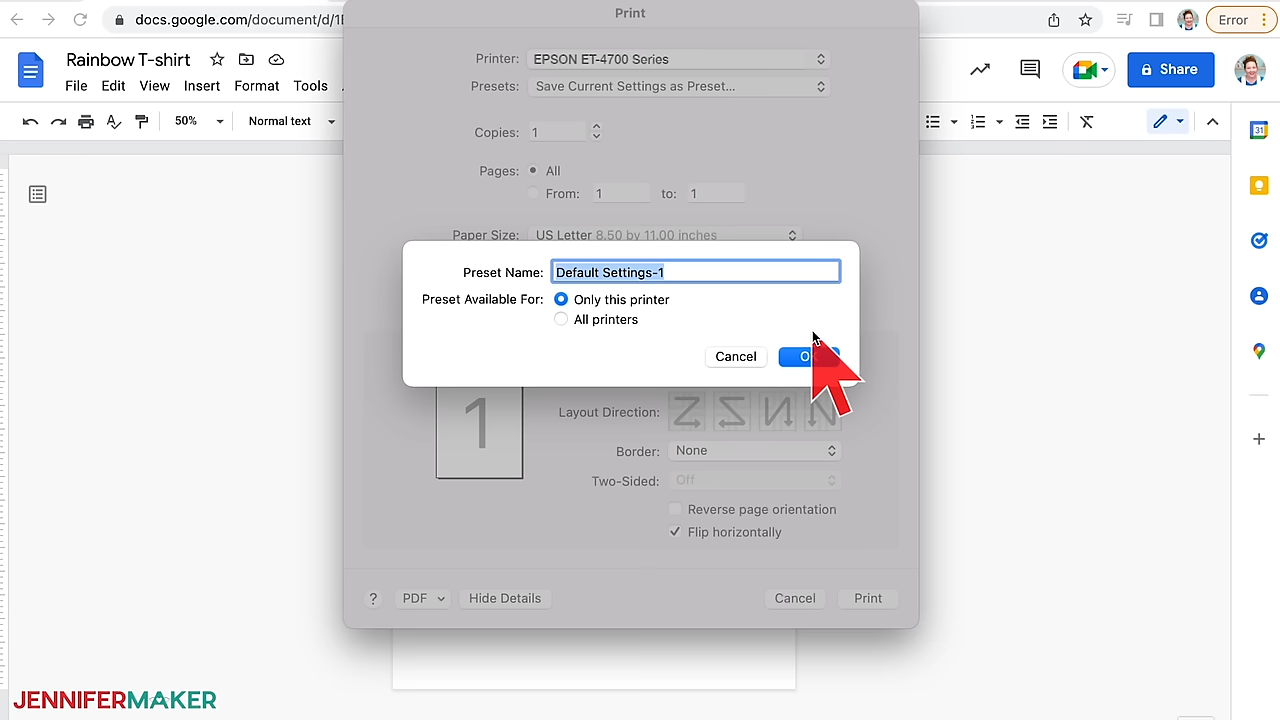 Print
docs.google.com/document/d/1
Error
Rainbow T-shirt
File Edit View Insert Format Tools
Share
50% Normal text
Printer: EPSON ET-4700 Series
Presets: Save Current Settings as Preset...
Copies: 1
Pages: All
From: 1 to: 1
Paper Size: US Letter 8.50 by 11.00 inches
Preset Name: Default Settings-1
Preset Available For: Only this printer
All printers
Cancel
1
Layout Direction:
Border: None
Two-Sided: Off
Reverse page orientation
Flip horizontally
? PDF Hide Details Cancel Print
31
JENNIFERMAKER